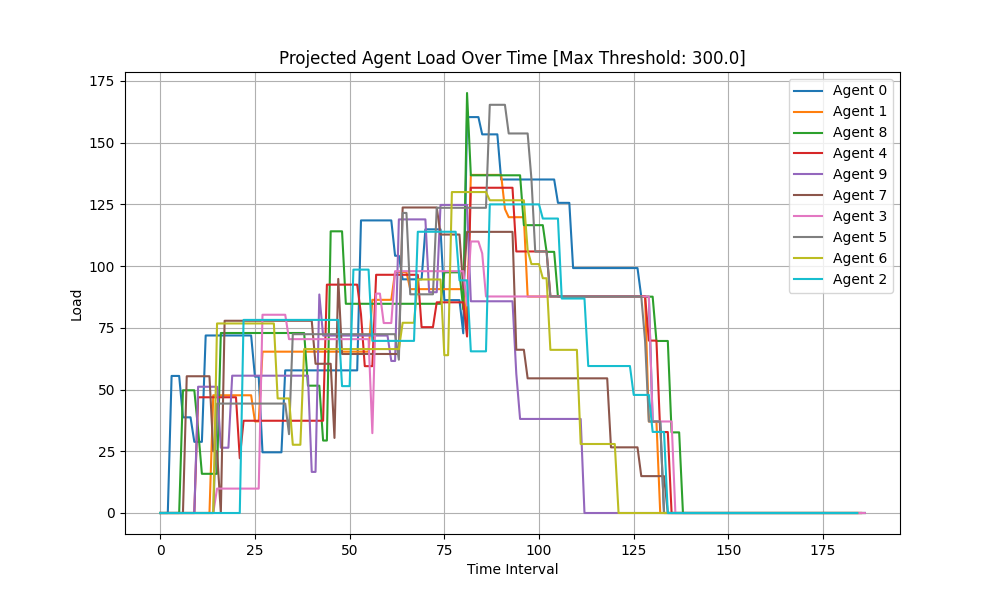 Projected Agent Load Over Time [Max Threshold: 300.0]
175
150
125
100
75
50
25
0
Load
0 25 50 75 100 125 150 175
Time Interval
Agent 0
Agent 1
Agent 8
Agent 4
Agent 9
Agent 7
Agent 3
Agent 5
Agent 6
Agent 2